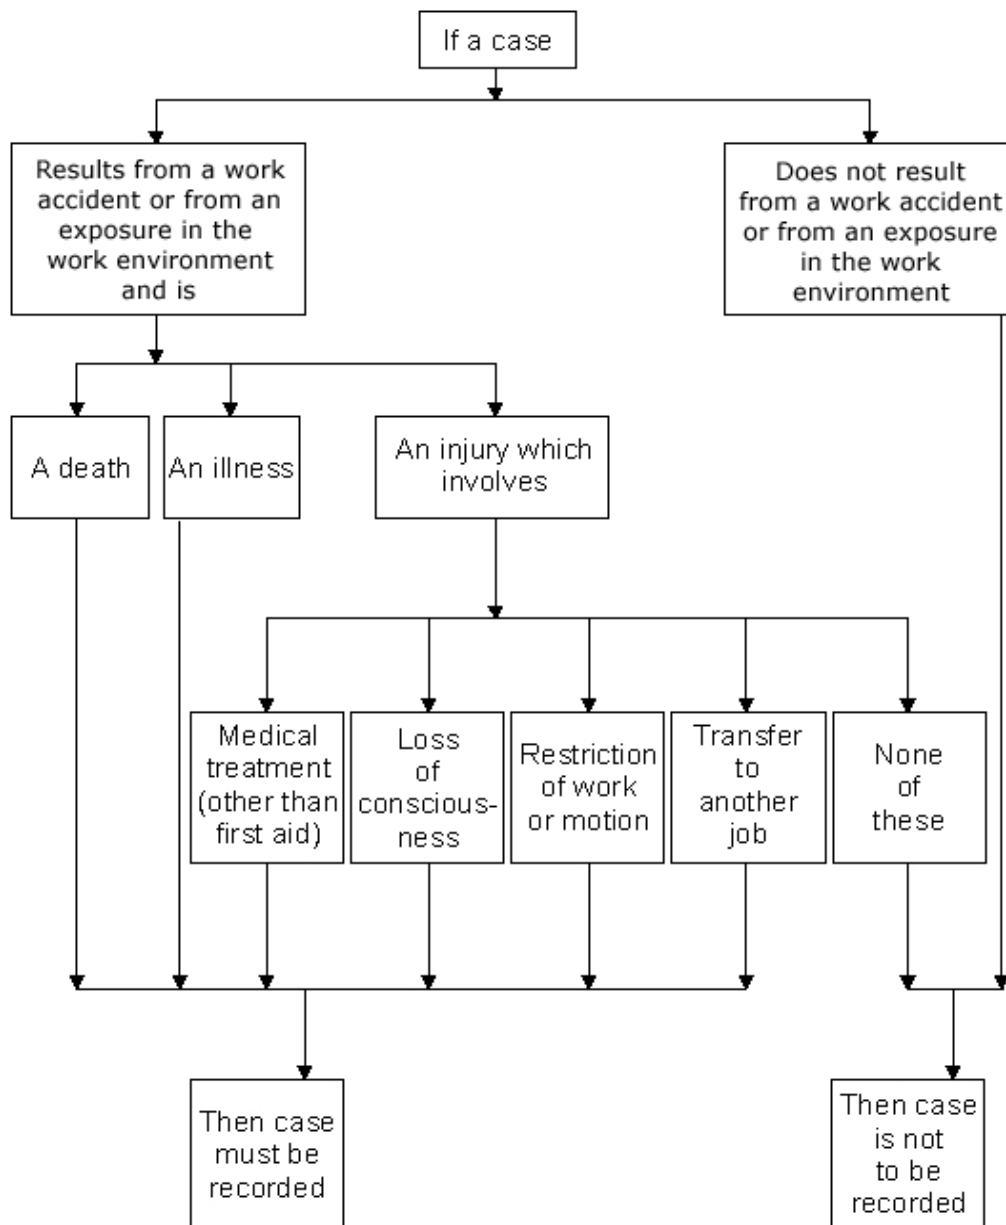 If a case
Results from a work
accident or from an
exposure in the
work environment
and is
Does not result
from a work accident
or from an exposure
in the work
environment
A death
An illness
An injury which
involves
Medical
treatment
(other than
first aid)
Loss
of
conscious-
ness
Restriction
of work
or motion
Transfer
to
another
job
None
of
these
Then case
must be
recorded
Then case
is not
to be
recorded